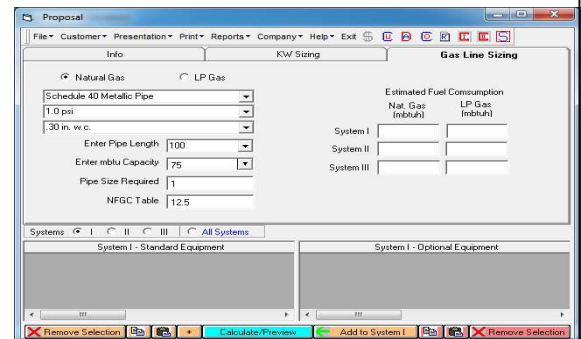 Proposal
File Customer Presentation Print Reports Company Help Exit
Info KW Sizing Gas Line Sizing
Natural Gas LP Gas
Schedule 40 Metallic Pipe
1.0 psi
.30 in. w.c.
Enter Pipe Length 100
Enter mbtu Capacity 75
Pipe Size Required 1
NFGC Table 12.5
Estimated Fuel Comsumption
Nat. Gas LP Gas
(mbtuh) (mbtuh)
System I
System II
System III
Systems I II III All Systems
System I - Standard Equipment System I - Optional Equipment
Remove Selection + Calculate/Preview Add to System I Remove Selection